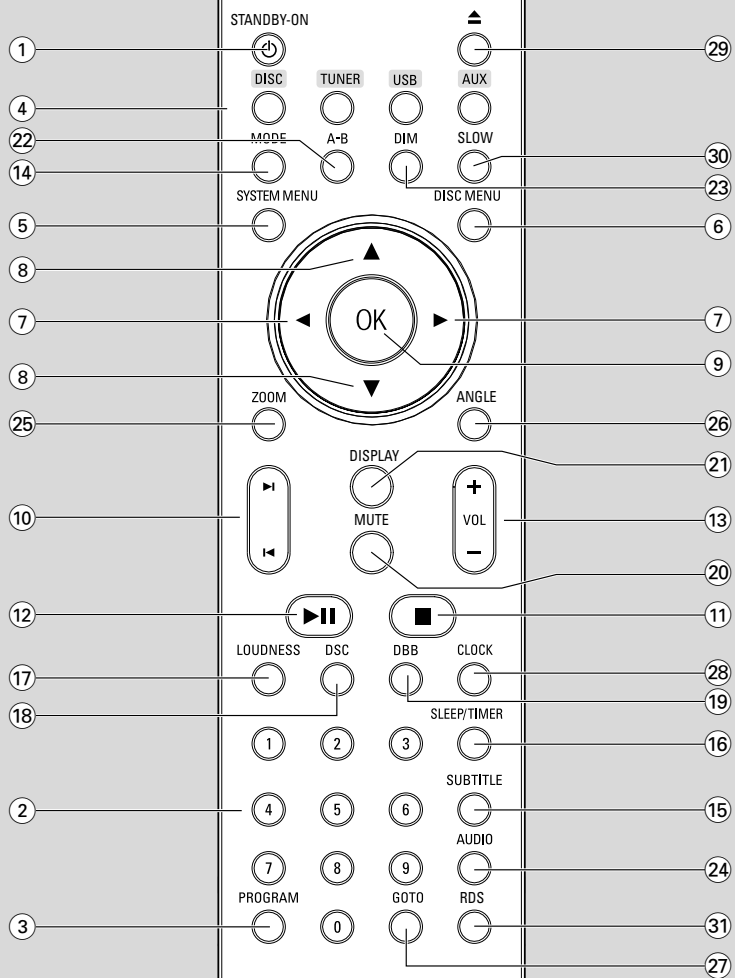 STANDBY-ON
1
29
DISC TUNER USB AUX
4
22
MODE A-B DIM SLOW
30
14
23
SYSTEM MENU DISC MENU
5
6
8
7
OK
7
9
8
ZOOM ANGLE
25
26
DISPLAY
21
10
VOL
13
MUTE
20
12
11
LOUDNESS DSC DBB CLOCK
17
28
18
19
SLEEP/TIMER
1 2 3
16
SUBTITLE
2
4 5 6
15
AUDIO
7 8 9
24
PROGRAM GOTO RDS
3
0
31
27